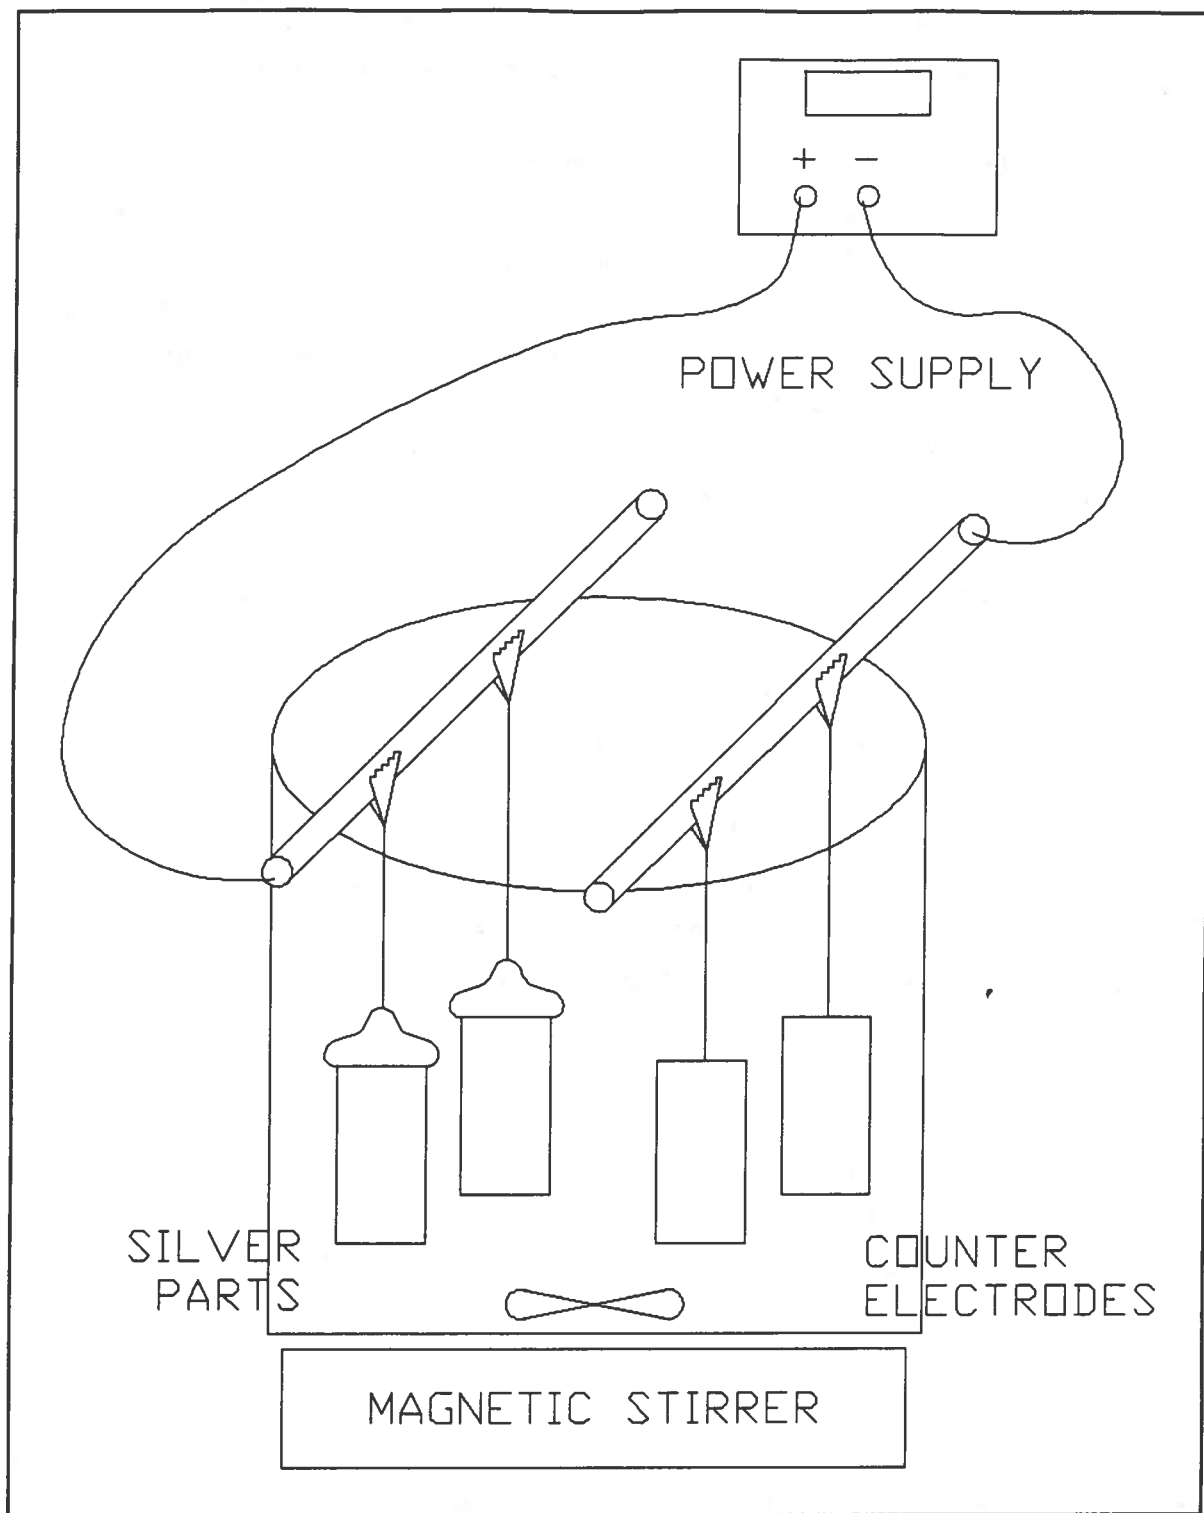 + -
POWER SUPPLY
SILVER
PARTS
COUNTER
ELECTRODES
MAGNETIC STIRRER